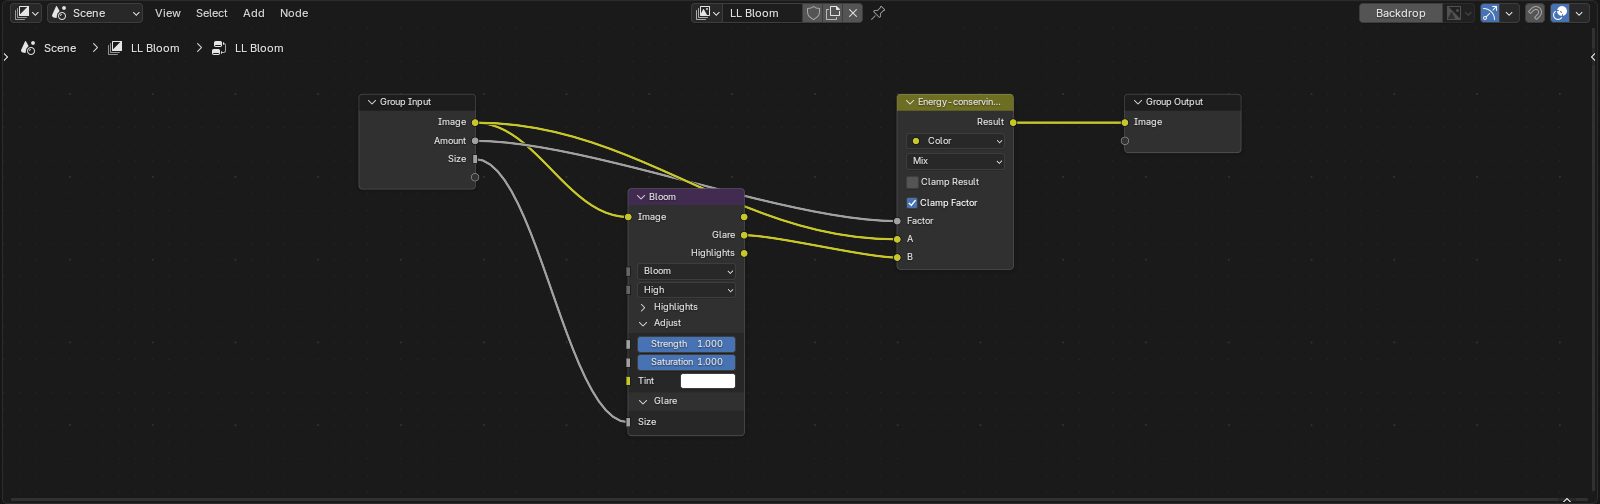 Scene View Select Add Node LL Bloom Backdrop
Scene LL Bloom LL Bloom
Group Input
Image
Amount
Size
Bloom
Image
Glare
Highlights
Bloom
High
Highlights
Adjust
Strength 1.000
Saturation 1.000
Tint
Glare
Size
Energy-conservin...
Result
Color
Mix
Clamp Result
Clamp Factor
Factor
A
B
Group Output
Image